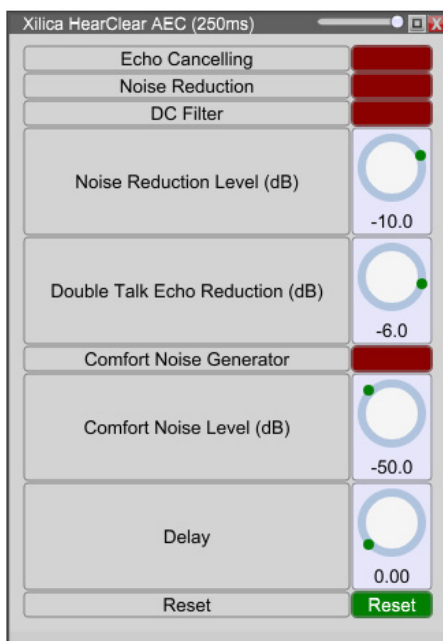 Xilica HearClear AEC (250ms) X
Echo Cancelling
Noise Reduction
DC Filter
Noise Reduction Level (dB)
-10.0
Double Talk Echo Reduction (dB)
-6.0
Comfort Noise Generator
Comfort Noise Level (dB)
-50.0
Delay
0.00
Reset Reset